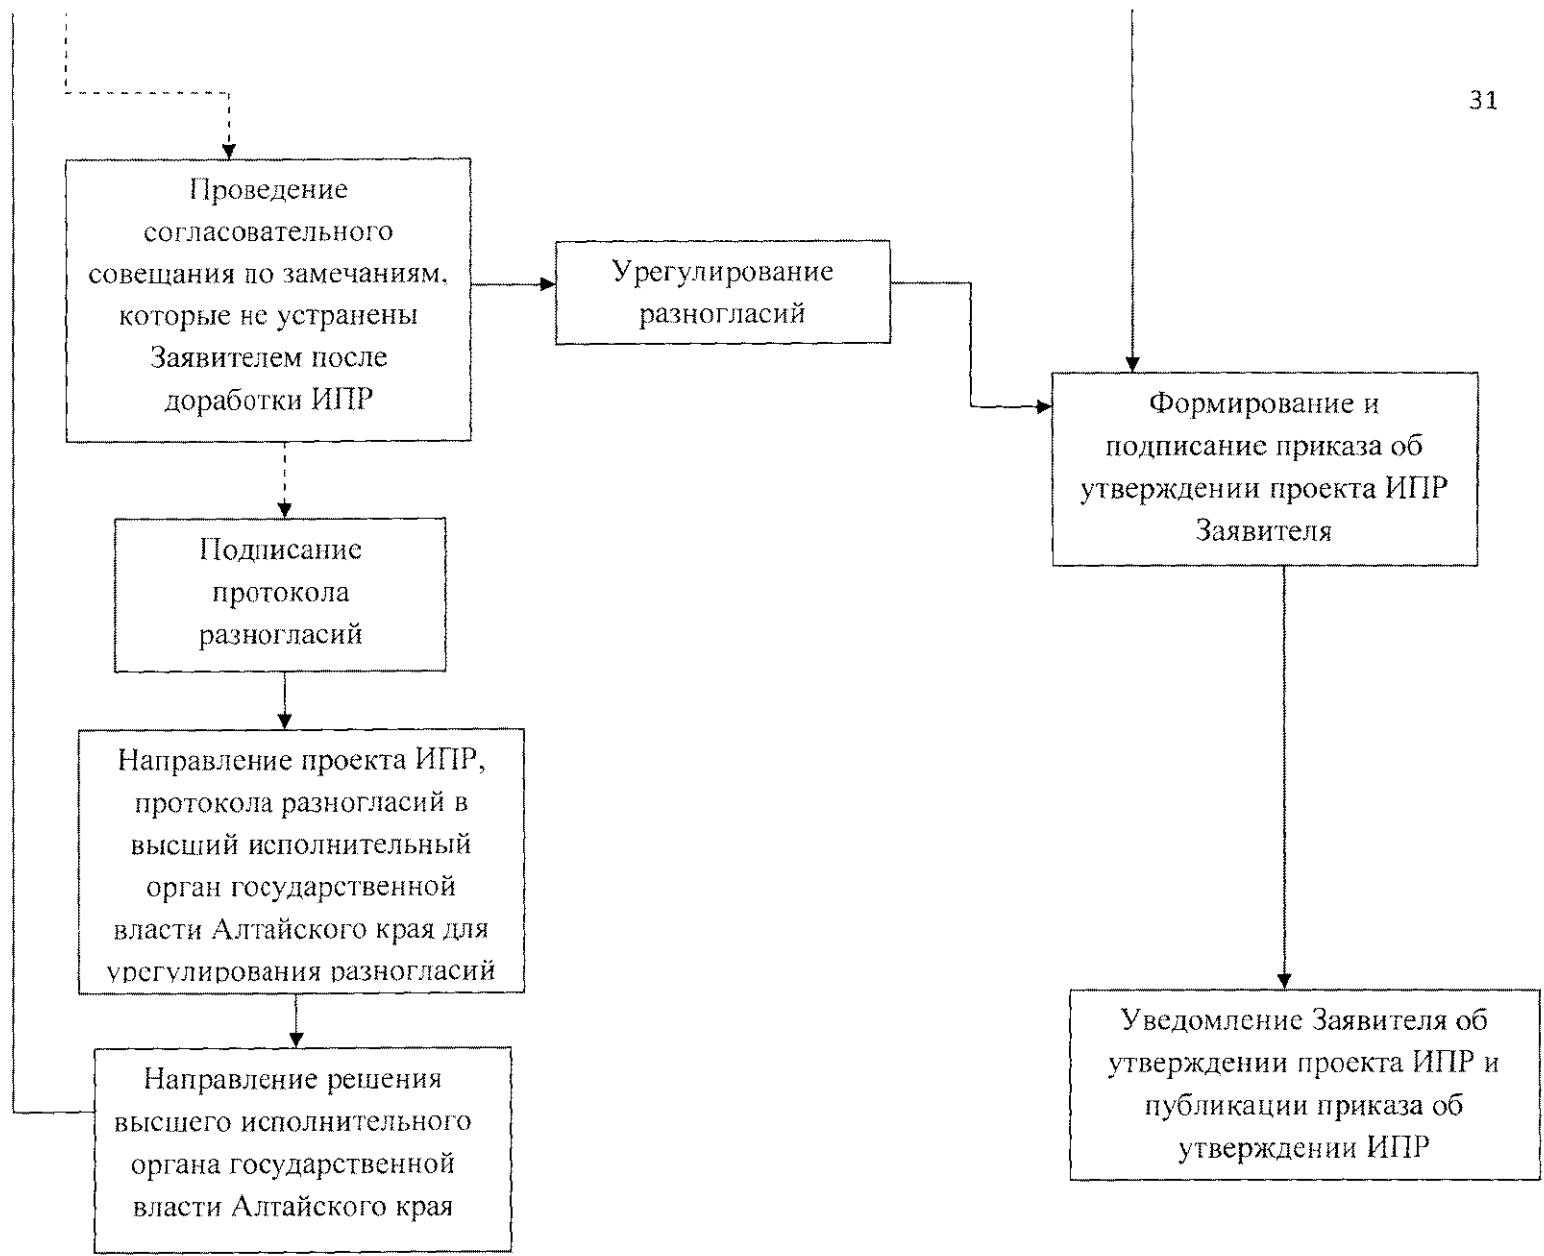 31
Проведение
согласовательного
совещания по замечаниям,
которые не устранены
Заявителем после
доработки ИПР
Урегулирование
разногласий
Формирование и
подписание приказа об
утверждении проекта ИПР
Заявителя
Подписание
протокола
разногласий
Направление проекта ИПР,
протокола разногласий в
высший исполнительный
орган государственной
власти Алтайского края для
урегулирования разногласий
Уведомление Заявителя об
утверждении проекта ИПР и
публикации приказа об
утверждении ИПР
Направление решения
высшего исполнительного
органа государственной
власти Алтайского края